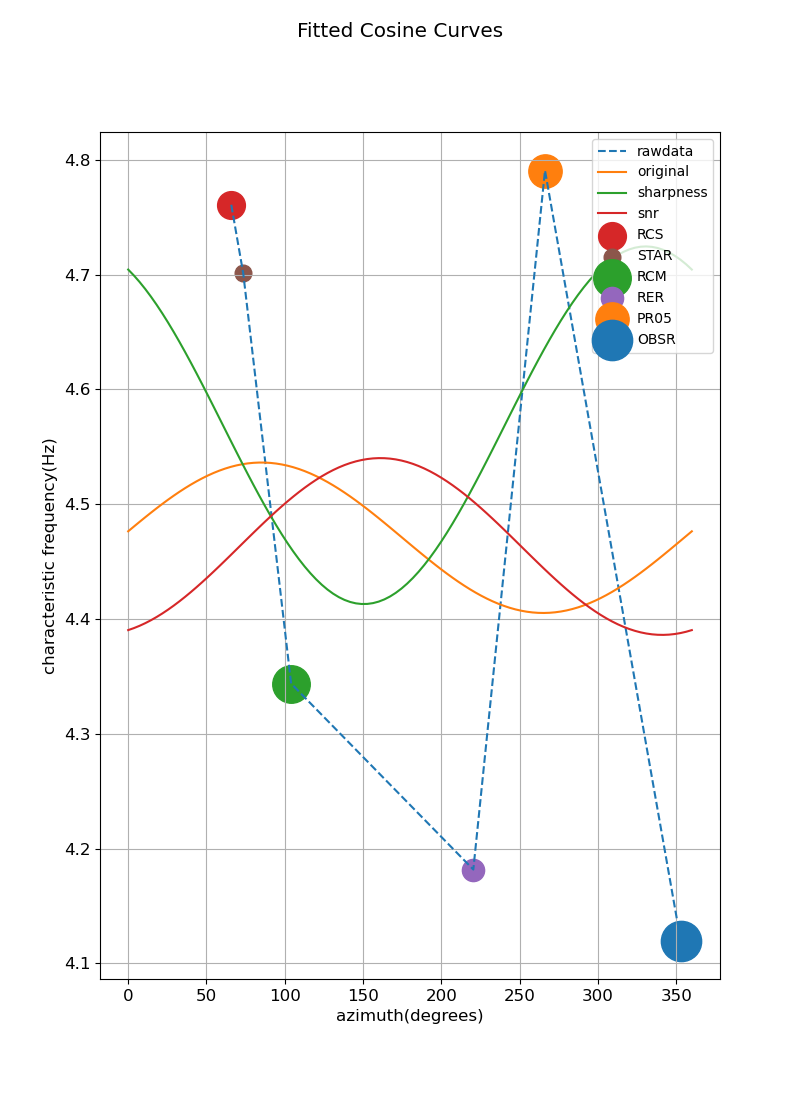 Fitted Cosine Curves
rawdata
original
sharpness
snr
RCS
STAR
RCM
RER
PR05
OBSR
4.8
4.7
4.6
4.5
4.4
4.3
4.2
4.1
characteristic frequency(Hz)
0 50 100 150 200 250 300 350
azimuth(degrees)